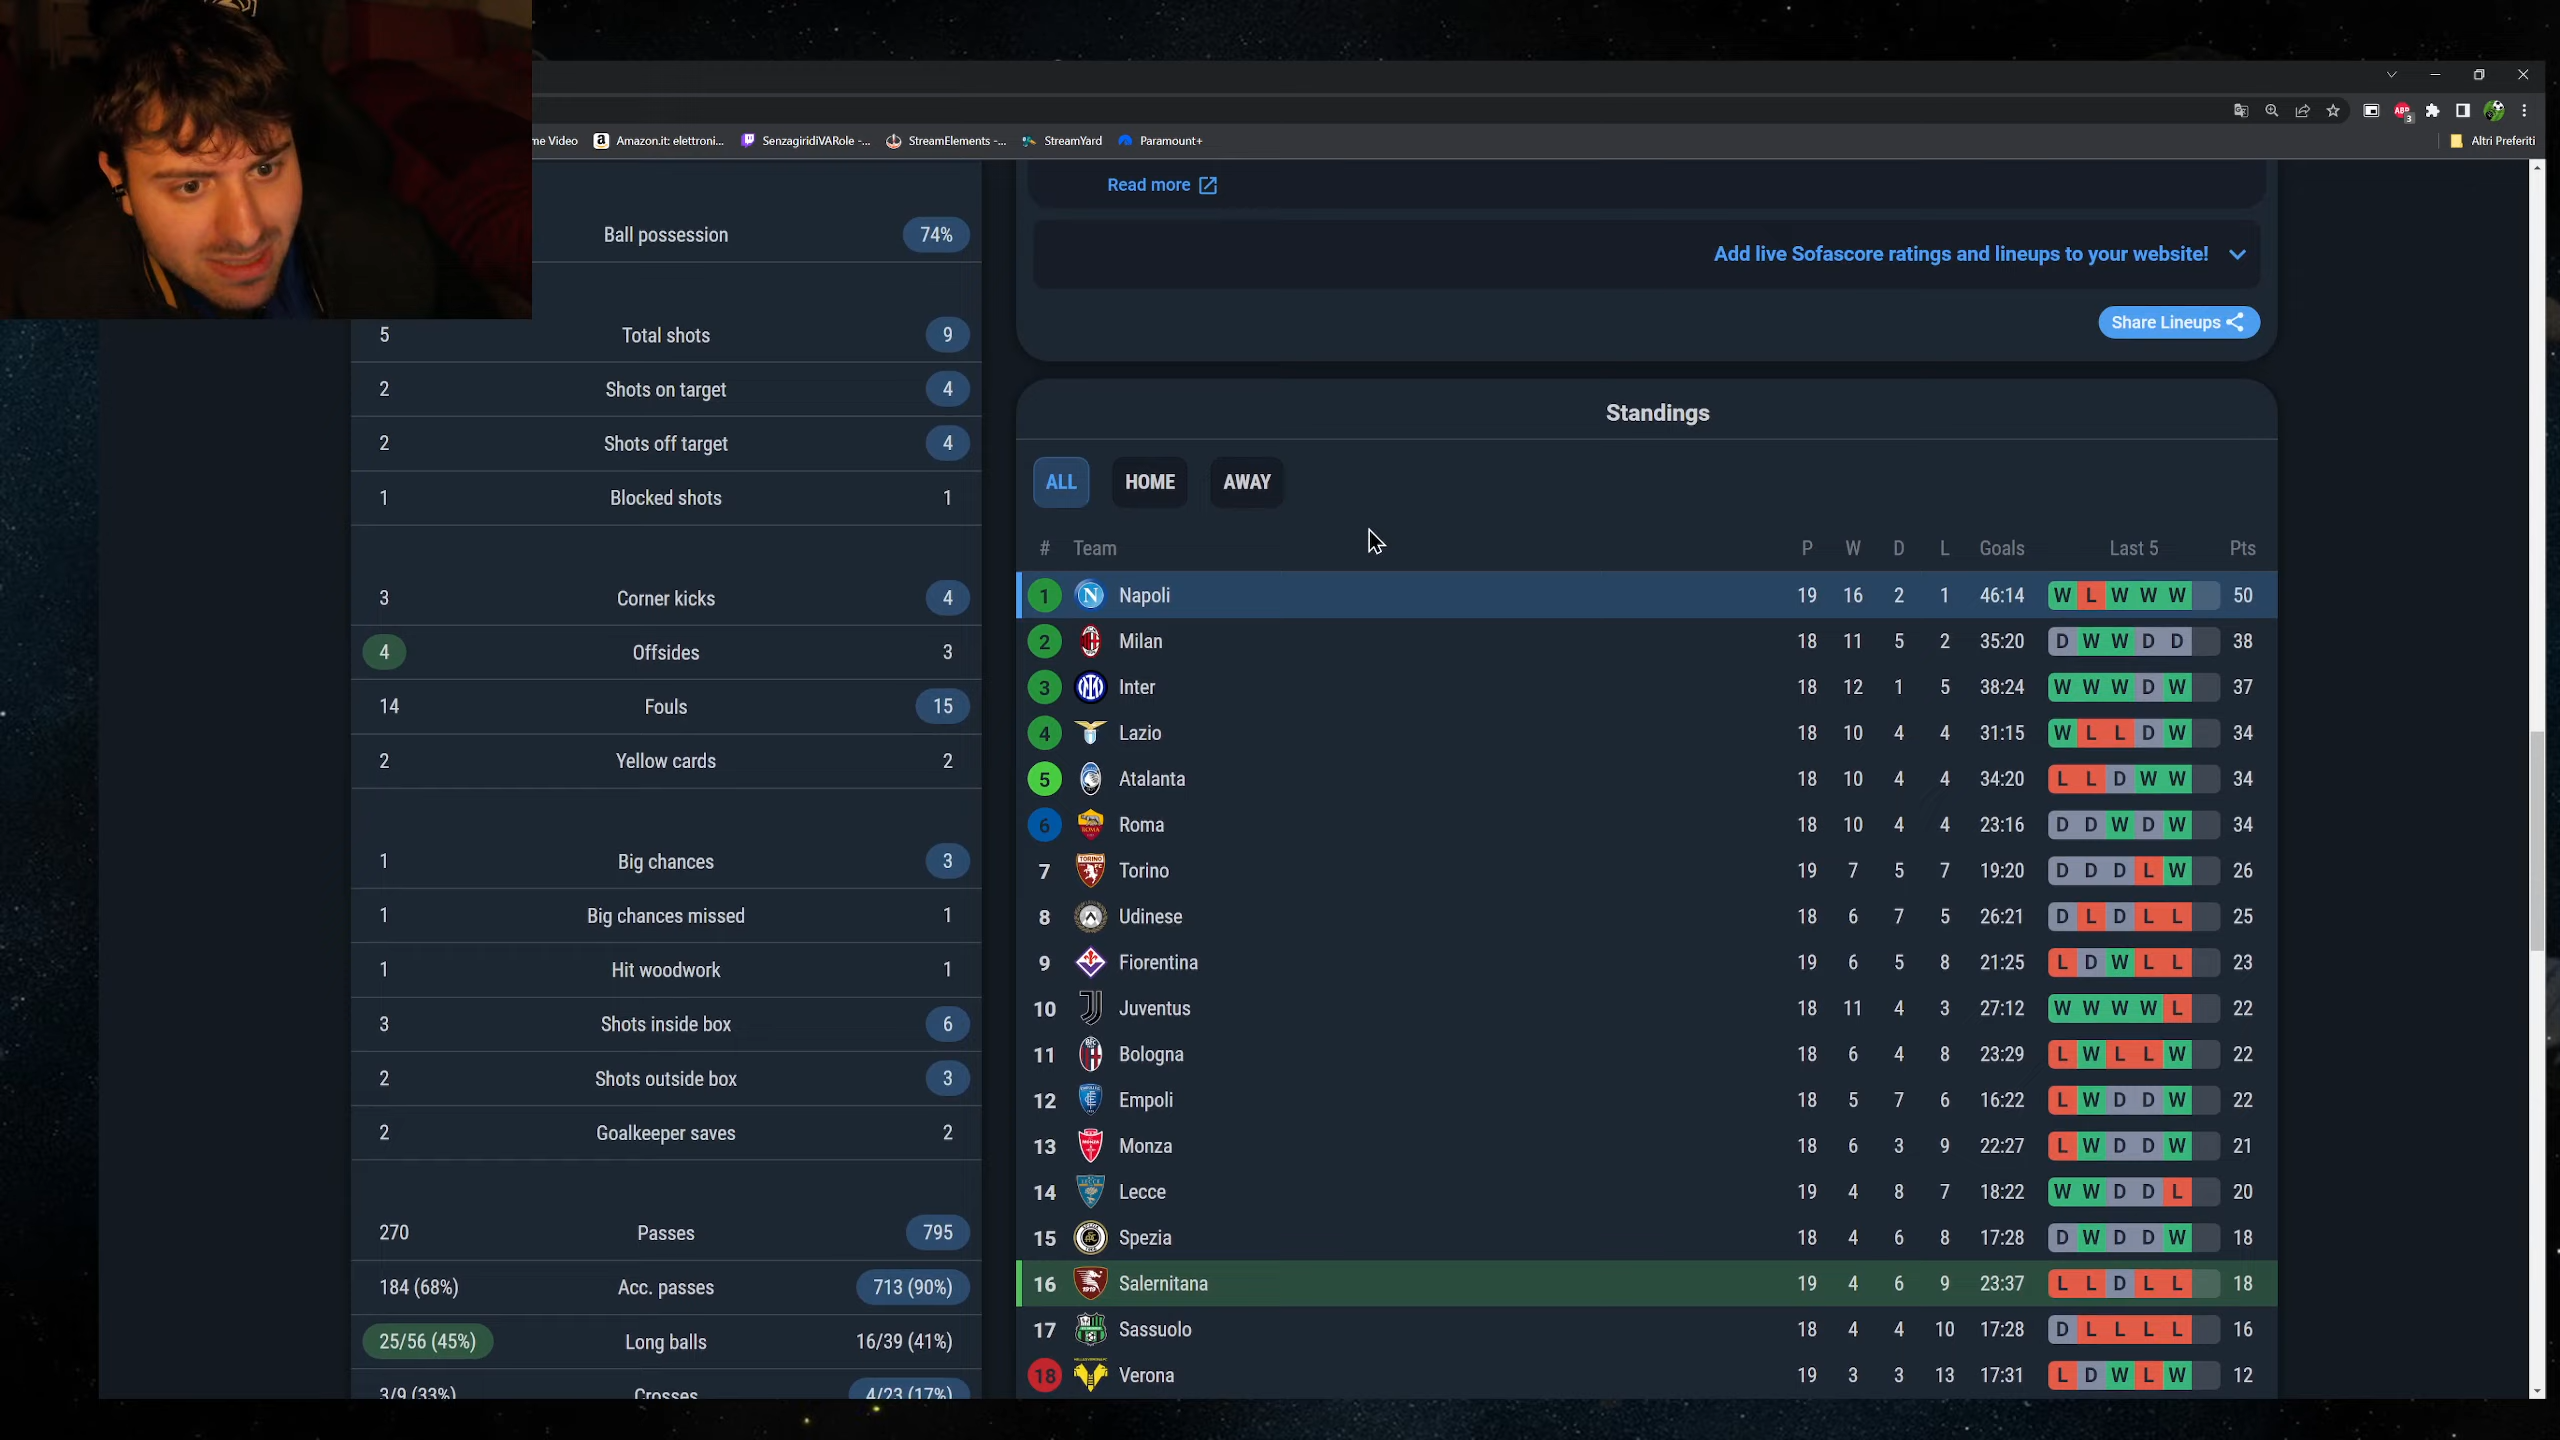 me Video
Amazon.it: elettroni...
SenzagiridiVARole -...
StreamElements -...
StreamYard
Paramount+
Altri Preferiti
Ball possession 74%
5 Total shots 9
2 Shots on target 4
2 Shots off target 4
1 Blocked shots 1
3 Corner kicks 4
4 Offsides 3
14 Fouls 15
2 Yellow cards 2
1 Big chances 3
1 Big chances missed 1
1 Hit woodwork 1
3 Shots inside box 6
2 Shots outside box 3
2 Goalkeeper saves 2
270 Passes 795
184 (68%) Acc. passes 713 (90%)
25/56 (45%) Long balls 16/39 (41%)
3/9 (33%) Crosses 4/23 (17%)
Read more
Add live Sofascore ratings and lineups to your website!
Share Lineups
Standings
ALL HOME AWAY
# Team P W D L Goals Last 5 Pts
1 Napoli 19 16 2 1 46:14 W L W W W 50
2 Milan 18 11 5 2 35:20 D W W D D 38
3 Inter 18 12 1 5 38:24 W W W D W 37
4 Lazio 18 10 4 4 31:15 W L L D W 34
5 Atalanta 18 10 4 4 34:20 L L D W W 34
6 Roma 18 10 4 4 23:16 D D W D W 34
7 Torino 19 7 5 7 19:20 D D D L W 26
8 Udinese 18 6 7 5 26:21 D L D L L 25
9 Fiorentina 19 6 5 8 21:25 L D W L L 23
10 Juventus 18 11 4 3 27:12 W W W W L 22
11 Bologna 18 6 4 8 23:29 L W L L W 22
12 Empoli 18 5 7 6 16:22 L W D D W 22
13 Monza 18 6 3 9 22:27 L W D D W 21
14 Lecce 19 4 8 7 18:22 W W D D L 20
15 Spezia 18 4 6 8 17:28 D W D D W 18
16 Salernitana 19 4 6 9 23:37 L L D L L 18
17 Sassuolo 18 4 4 10 17:28 D L L L L 16
18 Verona 19 3 3 13 17:31 L D W L W 12